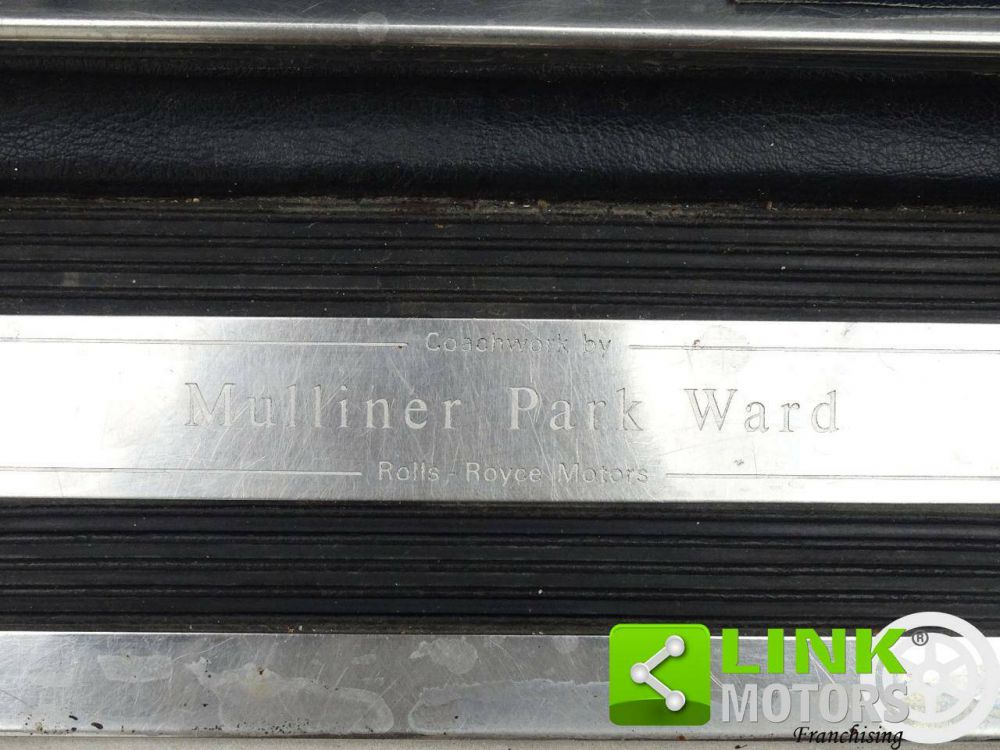 Coachwork by
Mulliner Park Ward
Rolls-Royce Motors
LINK®
MOTORS
Franchising